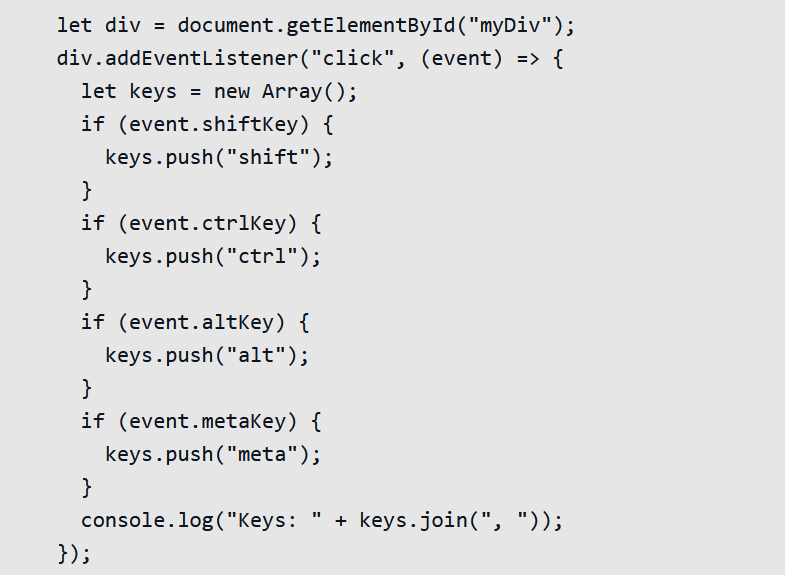 let div = document.getElementById("myDiv");
div.addEventListener("click", (event) => {
  let keys = new Array();
  if (event.shiftKey) {
    keys.push("shift");
  }
  if (event.ctrlKey) {
    keys.push("ctrl");
  }
  if (event.altKey) {
    keys.push("alt");
  }
  if (event.metaKey) {
    keys.push("meta");
  }
  console.log("Keys: " + keys.join(", "));
});